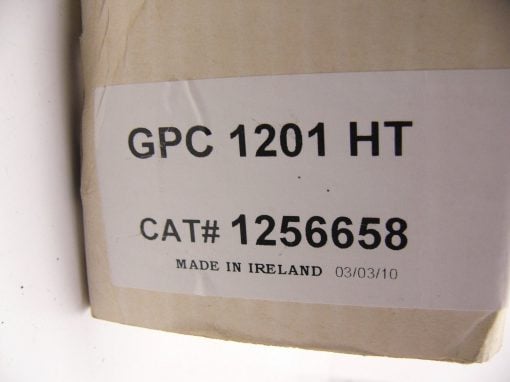 GPC 1201 HT
CAT# 1256658
MADE IN IRELAND 03/03/10